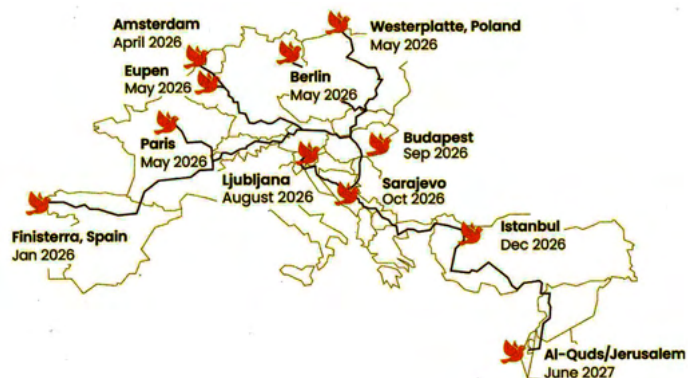 Amsterdam
April 2026
Westerplatte, Poland
May 2026
Eupen
May 2026
Berlin
May 2026
Paris
May 2026
Budapest
Sep 2026
Ljubljana
August 2026
Sarajevo
Oct 2026
Finisterra, Spain
Jan 2026
Istanbul
Dec 2026
Al-Quds/Jerusalem
June 2027